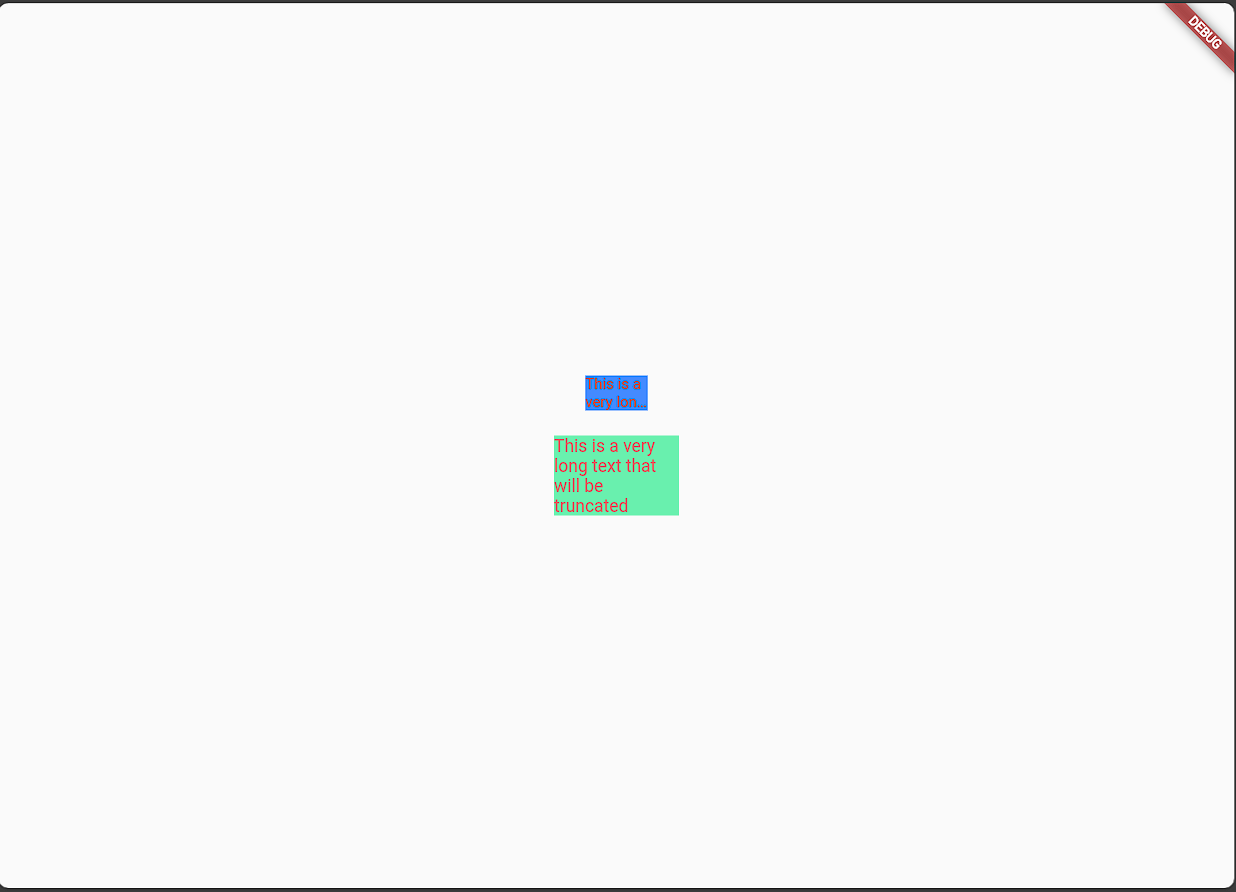 DEBUG
This is a
very lon...
This is a very
long text that
will be
truncated